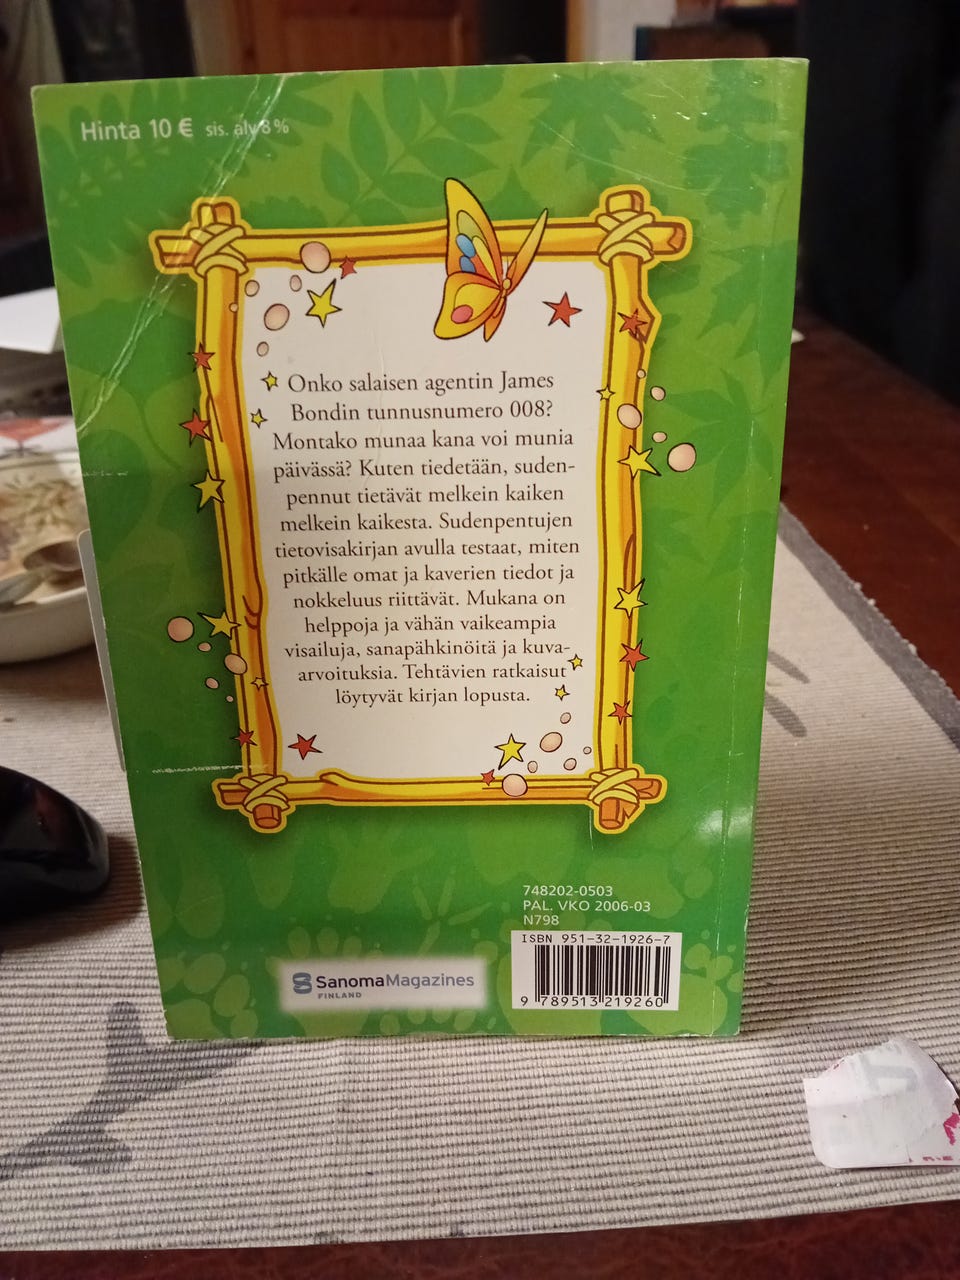 Hinta 10 € sis. alv 8 %
Onko salaisen agentin James
Bondin tunnusnumero 008?
Montako munaa kana voi munia
päivässä? Kuten tiedetään, suden-
pennut tietävät melkein kaiken
melkein kaikesta. Sudenpentujen
tietovisakirjan avulla testaat, miten
pitkälle omat ja kaverien tiedot ja
nokkeluus riittävät. Mukana on
helppoja ja vähän vaikeampia
visailuja, sanapähkinöitä ja kuva-
arvoituksia. Tehtävien ratkaisut
löytyvät kirjan lopusta.
748202-0503
PAL. VKO 2006-03
N798
ISBN 951-32-1926-7
9 789513 219260
SanomaMagazines
FINLAND